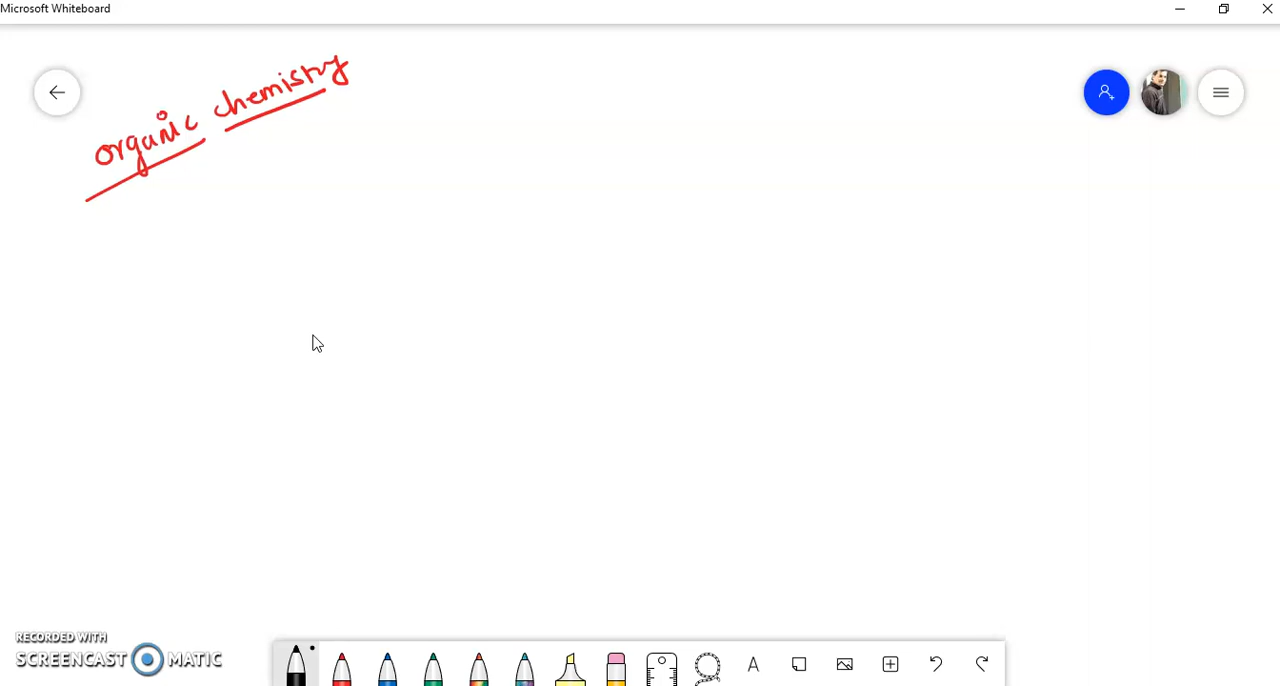 Microsoft Whiteboard
organic chemistry
RECORDED WITH
SCREENCAST MATIC
A